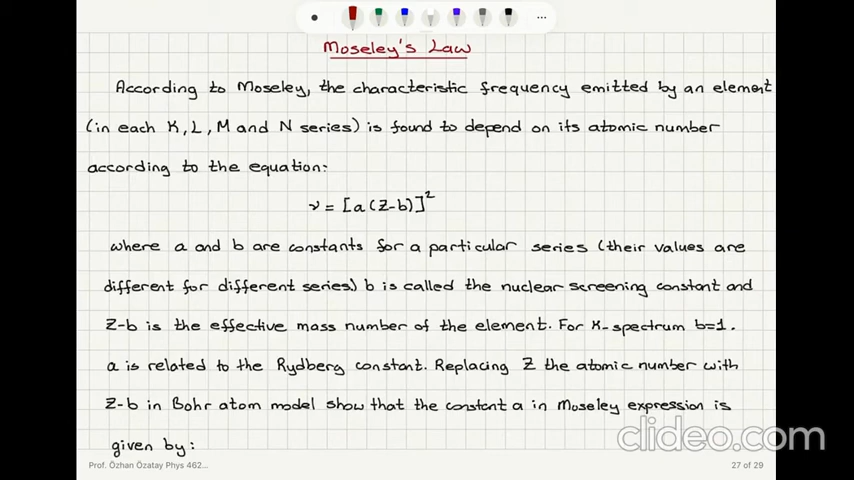 Moseley's Law
According to Moseley, the characteristic frequency emitted by an element
(in each K, L, M and N series) is found to depend on its atomic number
according to the equation:
ν = [a(Z-b)]²
where a and b are constants for a particular series (their values are
different for different series) b is called the nuclear screening constant and
Z-b is the effective mass number of the element. For K-spectrum b=1.
a is related to the Rydberg constant. Replacing Z the atomic number with
Z-b in Bohr atom model show that the constant a in Moseley expression is
given by:
clideo.com
Prof. Özhan Özatay Phys 462...
27 of 29